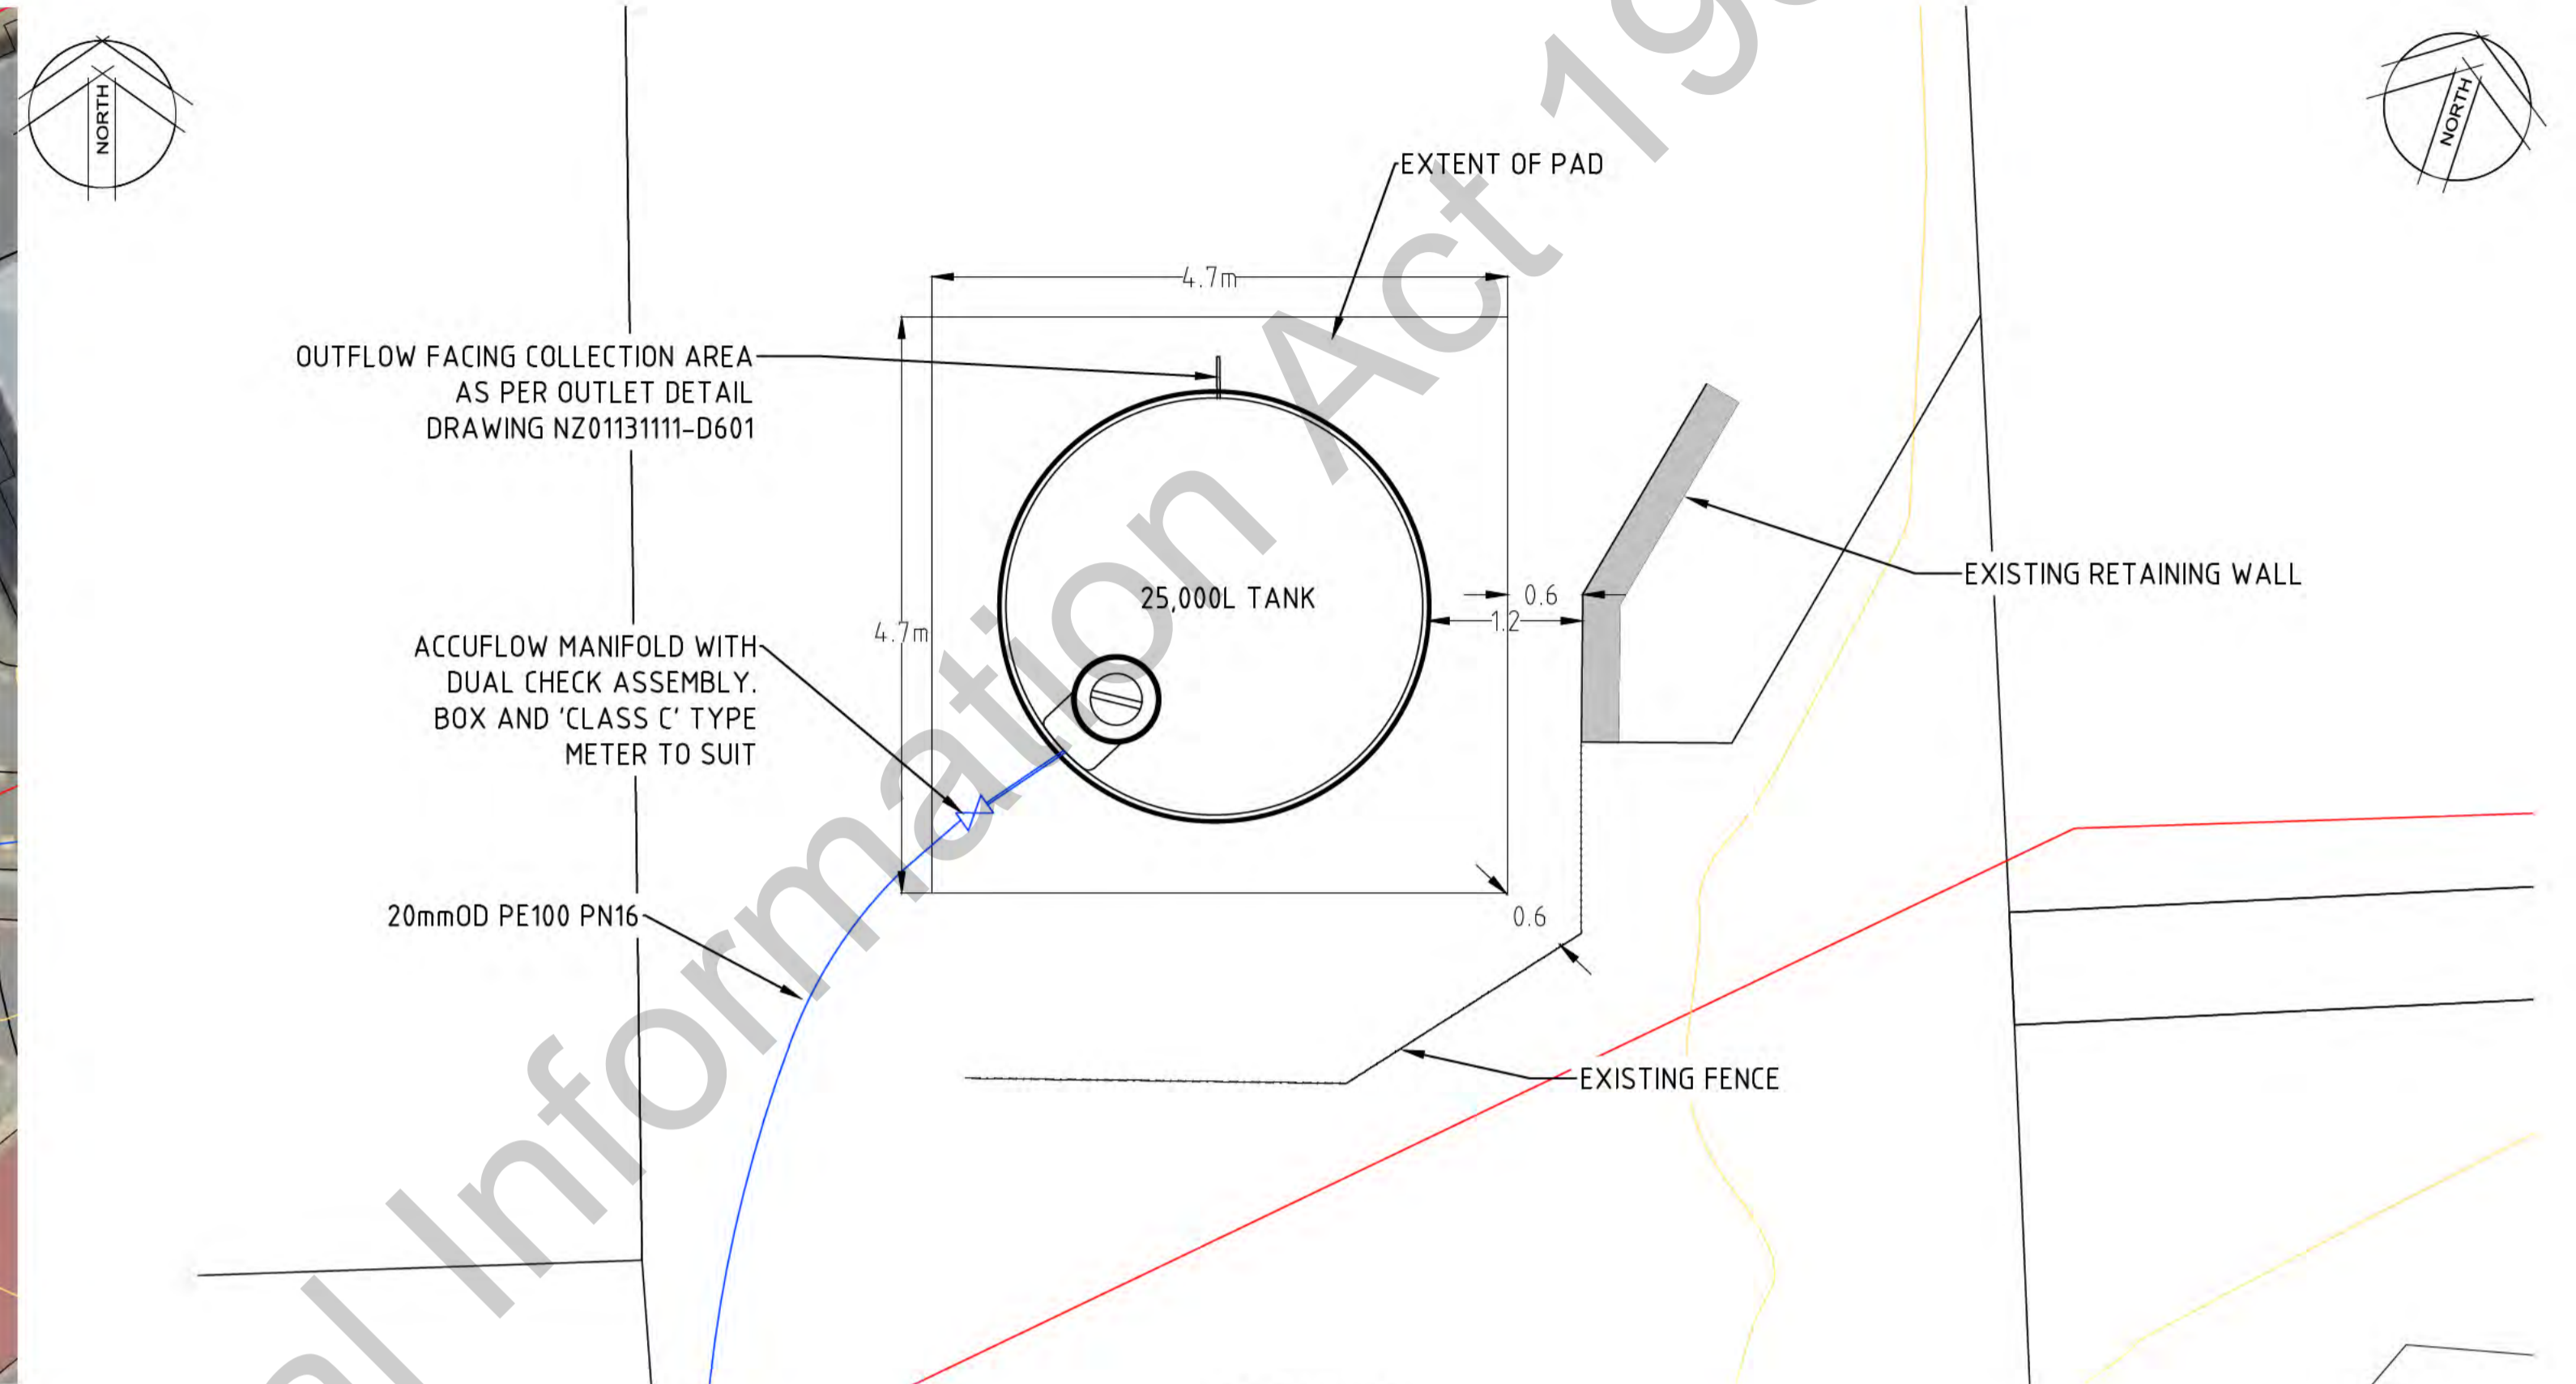 NORTH
NORTH
EXTENT OF PAD
4.7m
OUTFLOW FACING COLLECTION AREA
AS PER OUTLET DETAIL
DRAWING NZ01131111-D601
25,000L TANK
0.6
1.2
EXISTING RETAINING WALL
4.7m
ACCUFLOW MANIFOLD WITH
DUAL CHECK ASSEMBLY.
BOX AND 'CLASS C' TYPE
METER TO SUIT
20mmOD PE100 PN16
0.6
EXISTING FENCE
al Information Act 19